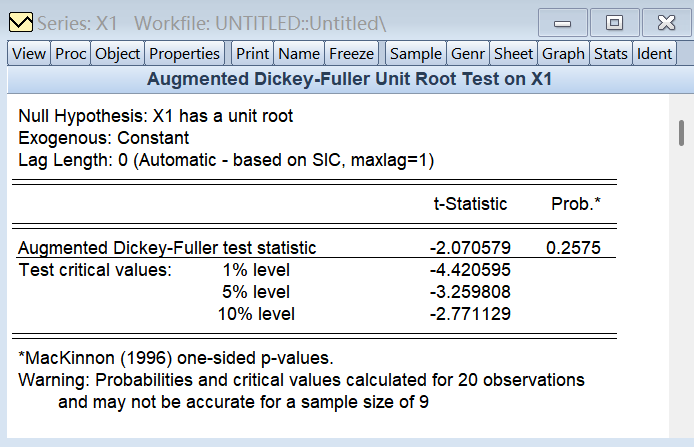 Series: X1 Workfile: UNTITLED::Untitled\
View Proc Object Properties Print Name Freeze Sample Genr Sheet Graph Stats Ident
Augmented Dickey-Fuller Unit Root Test on X1
Null Hypothesis: X1 has a unit root
Exogenous: Constant
Lag Length: 0 (Automatic - based on SIC, maxlag=1)
t-Statistic Prob.*
Augmented Dickey-Fuller test statistic -2.070579 0.2575
Test critical values: 1% level -4.420595
5% level -3.259808
10% level -2.771129
*MacKinnon (1996) one-sided p-values.
Warning: Probabilities and critical values calculated for 20 observations
and may not be accurate for a sample size of 9